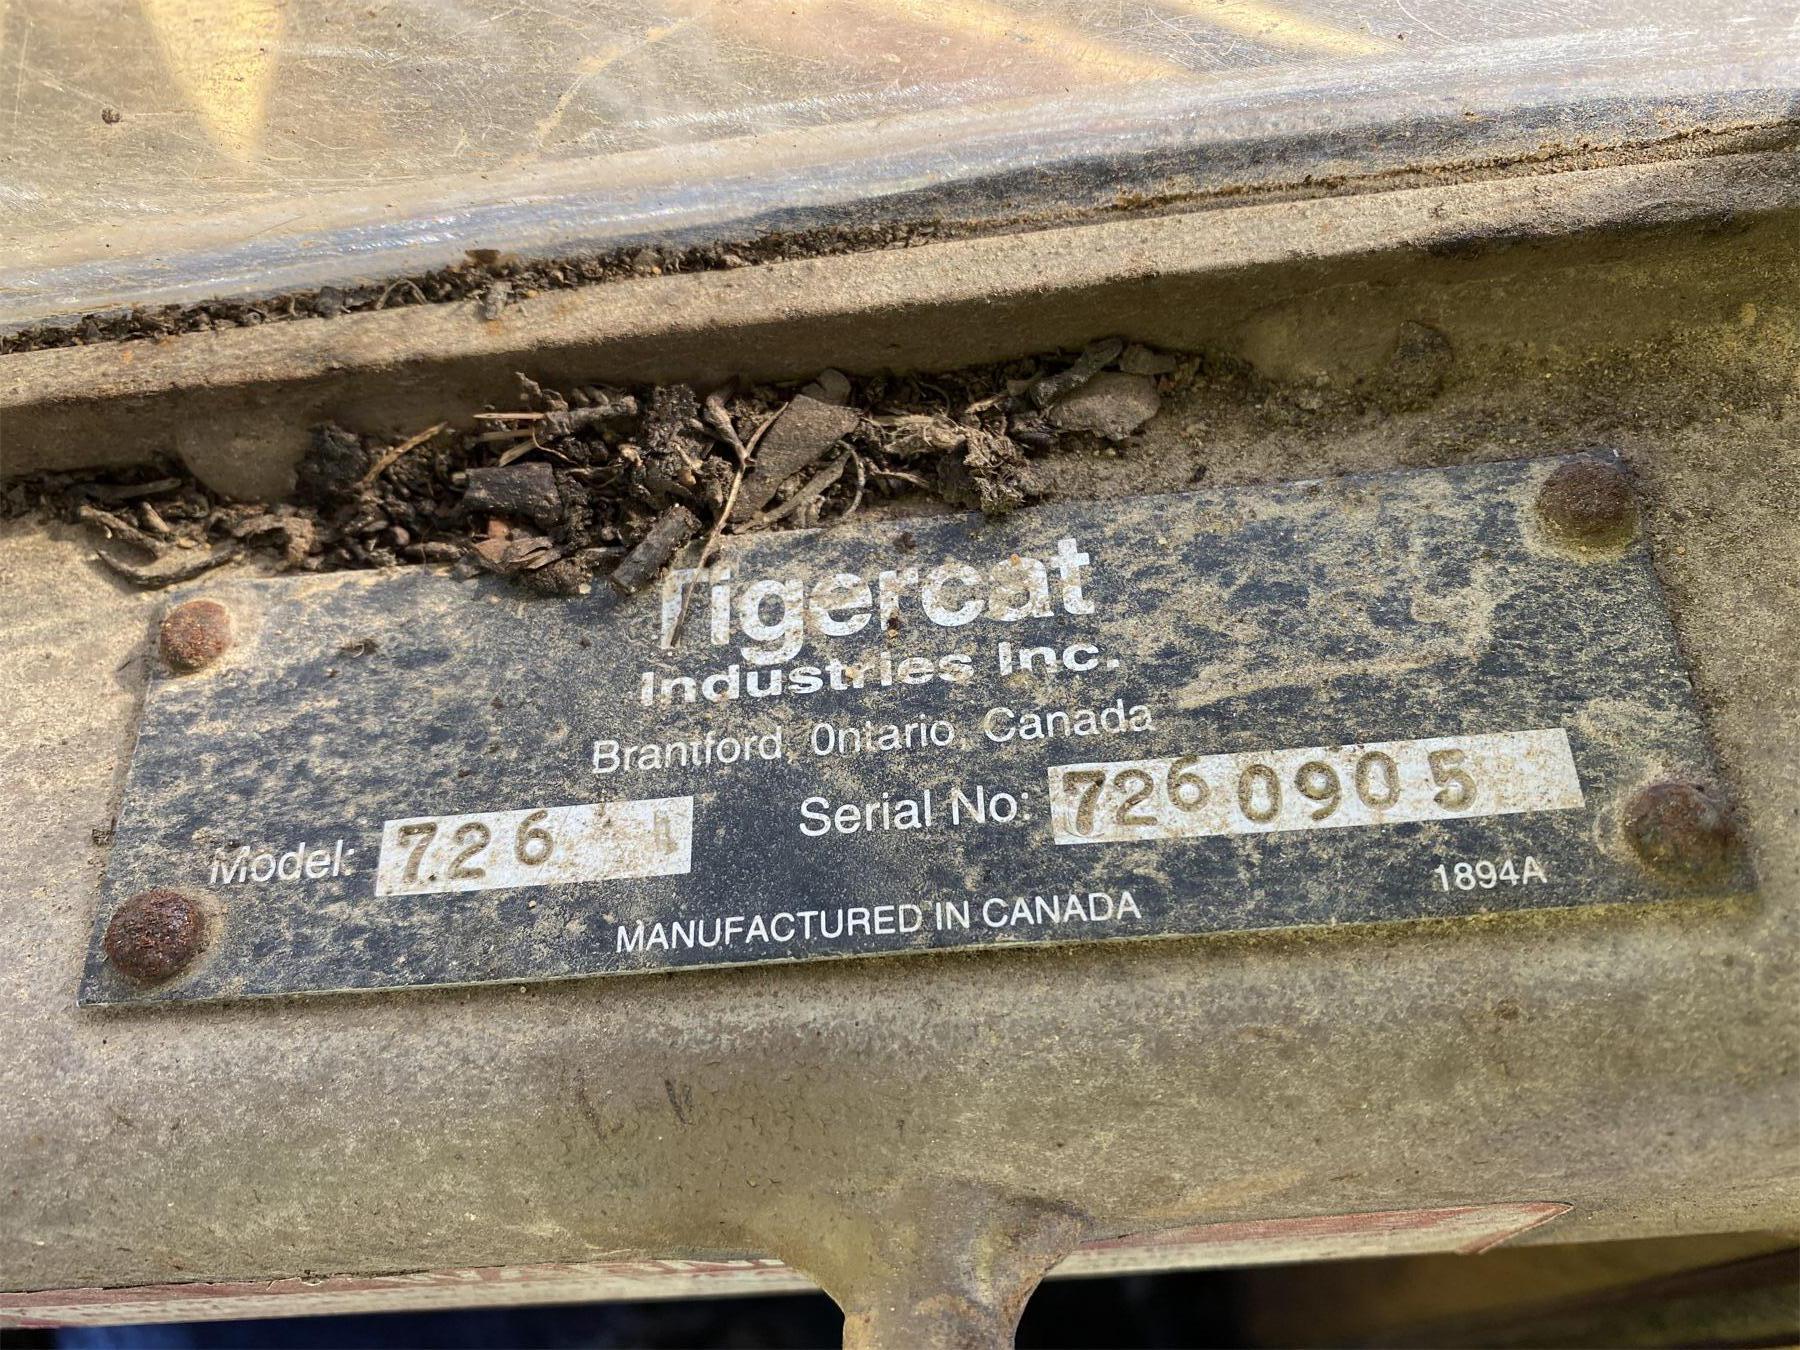 Tigercat
Industries Inc.
Brantford, Ontario, Canada
Model: 726 Serial No: 7260905
MANUFACTURED IN CANADA 1894A